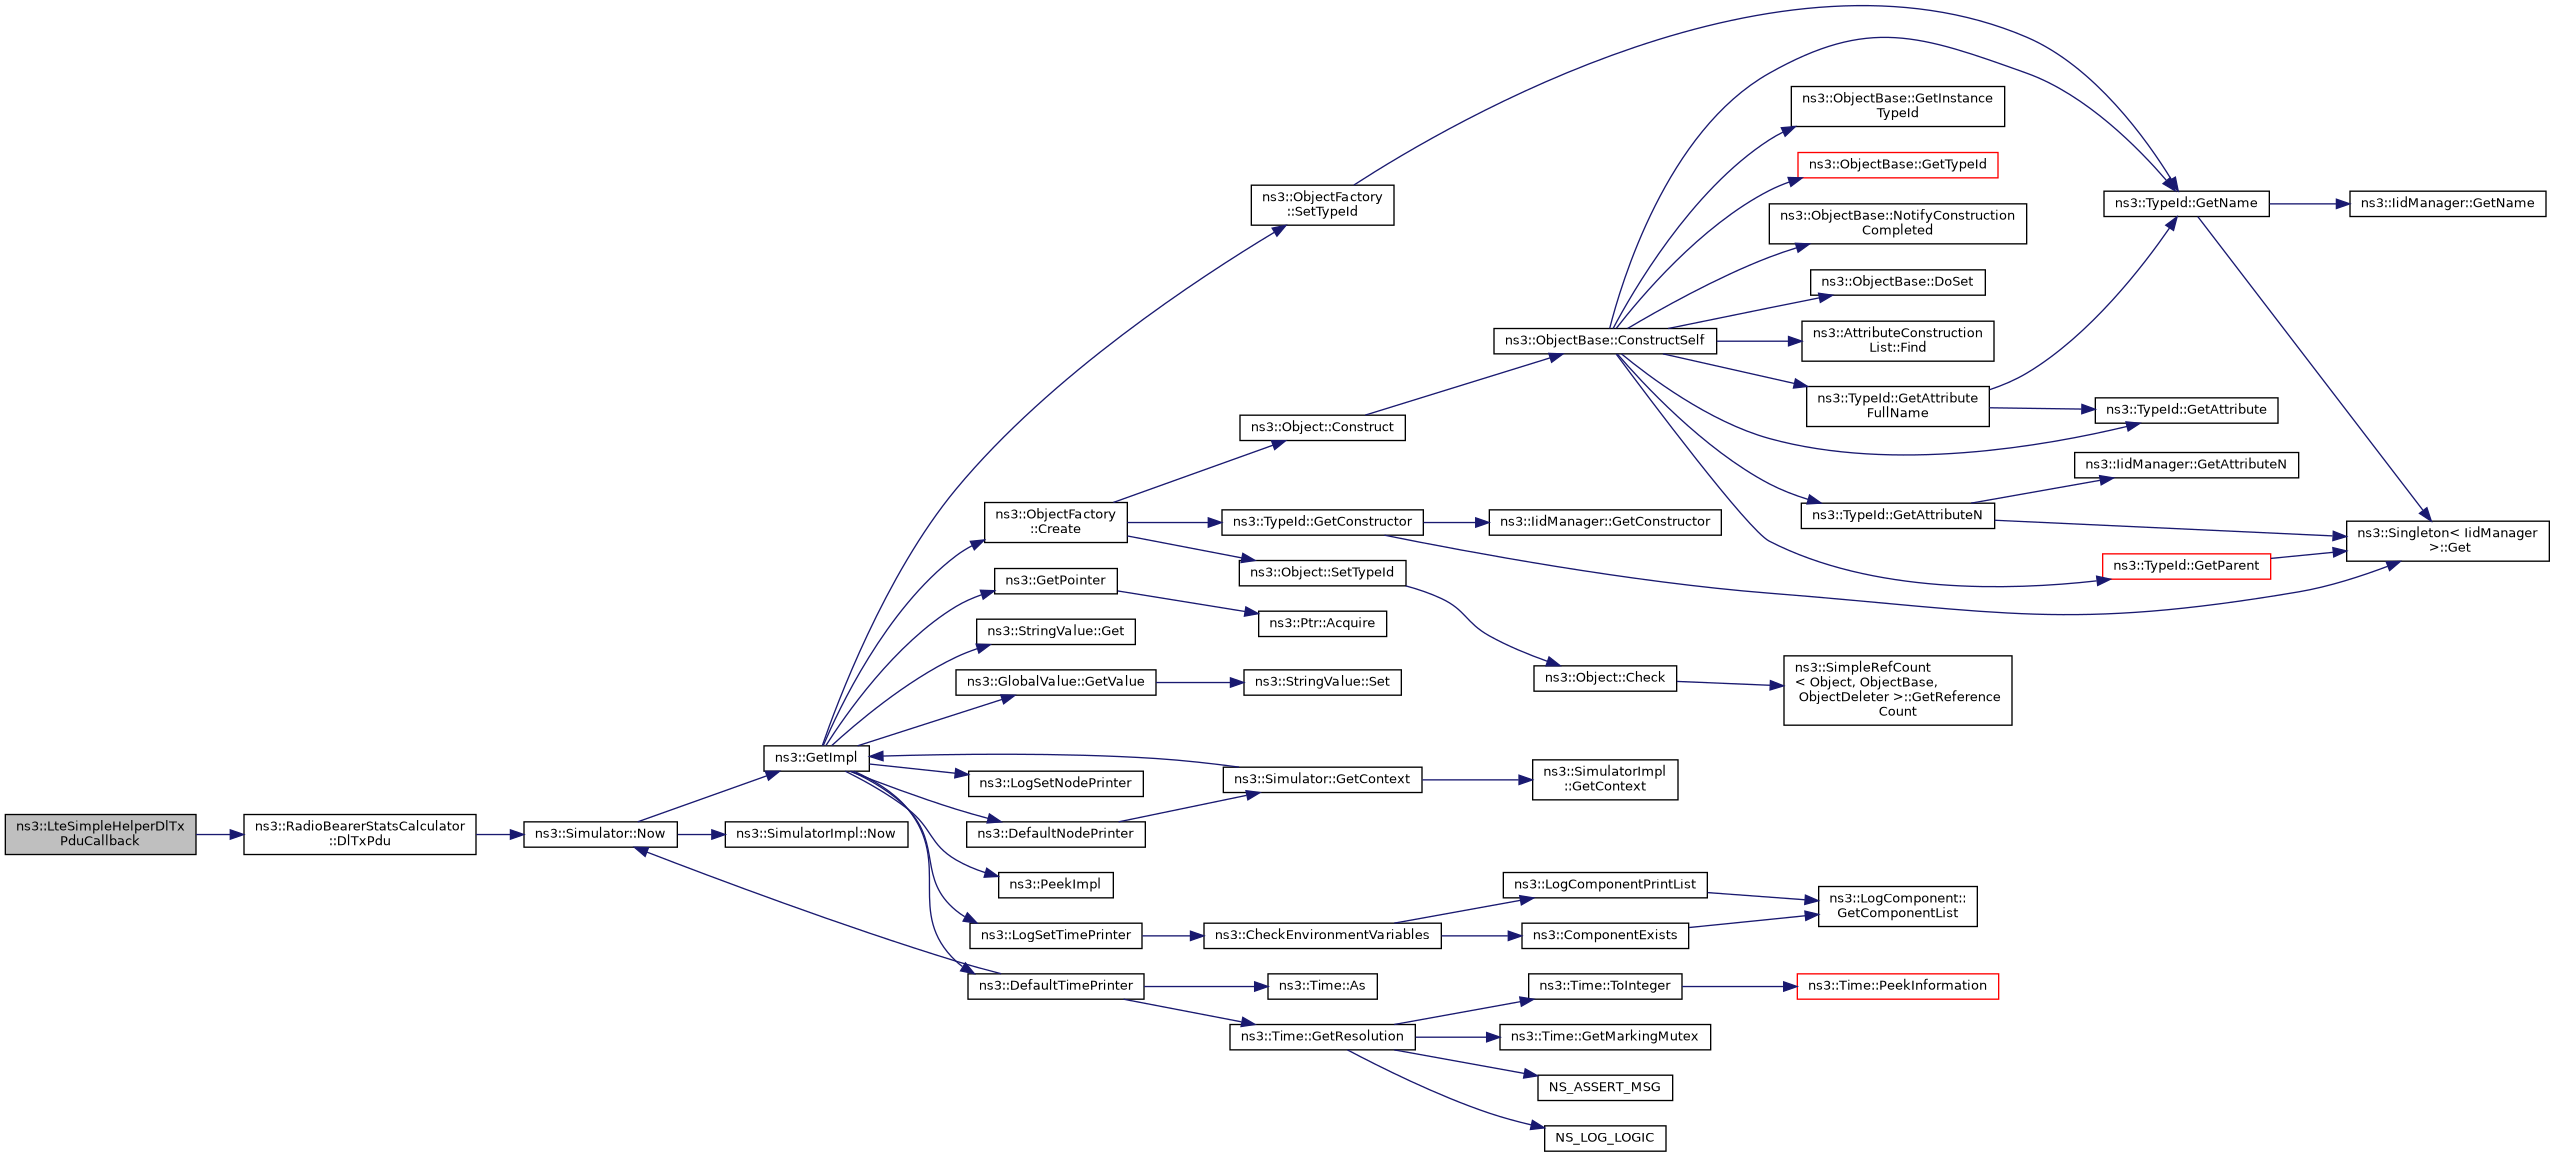 ns3::LteSimpleHelperDlTx
PduCallback
ns3::RadioBearerStatsCalculator
::DlTxPdu
ns3::Simulator::Now
ns3::GetImpl
ns3::SimulatorImpl::Now
ns3::ObjectFactory
::SetTypeId
ns3::ObjectFactory
::Create
ns3::GetPointer
ns3::StringValue::Get
ns3::GlobalValue::GetValue
ns3::LogSetNodePrinter
ns3::DefaultNodePrinter
ns3::PeekImpl
ns3::LogSetTimePrinter
ns3::DefaultTimePrinter
ns3::Object::Construct
ns3::TypeId::GetConstructor
ns3::Object::SetTypeId
ns3::Ptr::Acquire
ns3::StringValue::Set
ns3::Simulator::GetContext
ns3::CheckEnvironmentVariables
ns3::Time::As
ns3::Time::GetResolution
ns3::ObjectBase::ConstructSelf
ns3::IidManager::GetConstructor
ns3::Object::Check
ns3::SimulatorImpl
::GetContext
ns3::LogComponentPrintList
ns3::ComponentExists
ns3::Time::ToInteger
ns3::Time::GetMarkingMutex
NS_ASSERT_MSG
NS_LOG_LOGIC
ns3::ObjectBase::GetInstance
TypeId
ns3::ObjectBase::GetTypeId
ns3::ObjectBase::NotifyConstruction
Completed
ns3::ObjectBase::DoSet
ns3::AttributeConstruction
List::Find
ns3::TypeId::GetAttribute
FullName
ns3::TypeId::GetAttributeN
ns3::SimpleRefCount
< Object, ObjectBase,
ObjectDeleter >::GetReference
Count
ns3::LogComponent::
GetComponentList
ns3::Time::PeekInformation
ns3::TypeId::GetName
ns3::TypeId::GetAttribute
ns3::IidManager::GetAttributeN
ns3::TypeId::GetParent
ns3::IidManager::GetName
ns3::Singleton< IidManager
>::Get